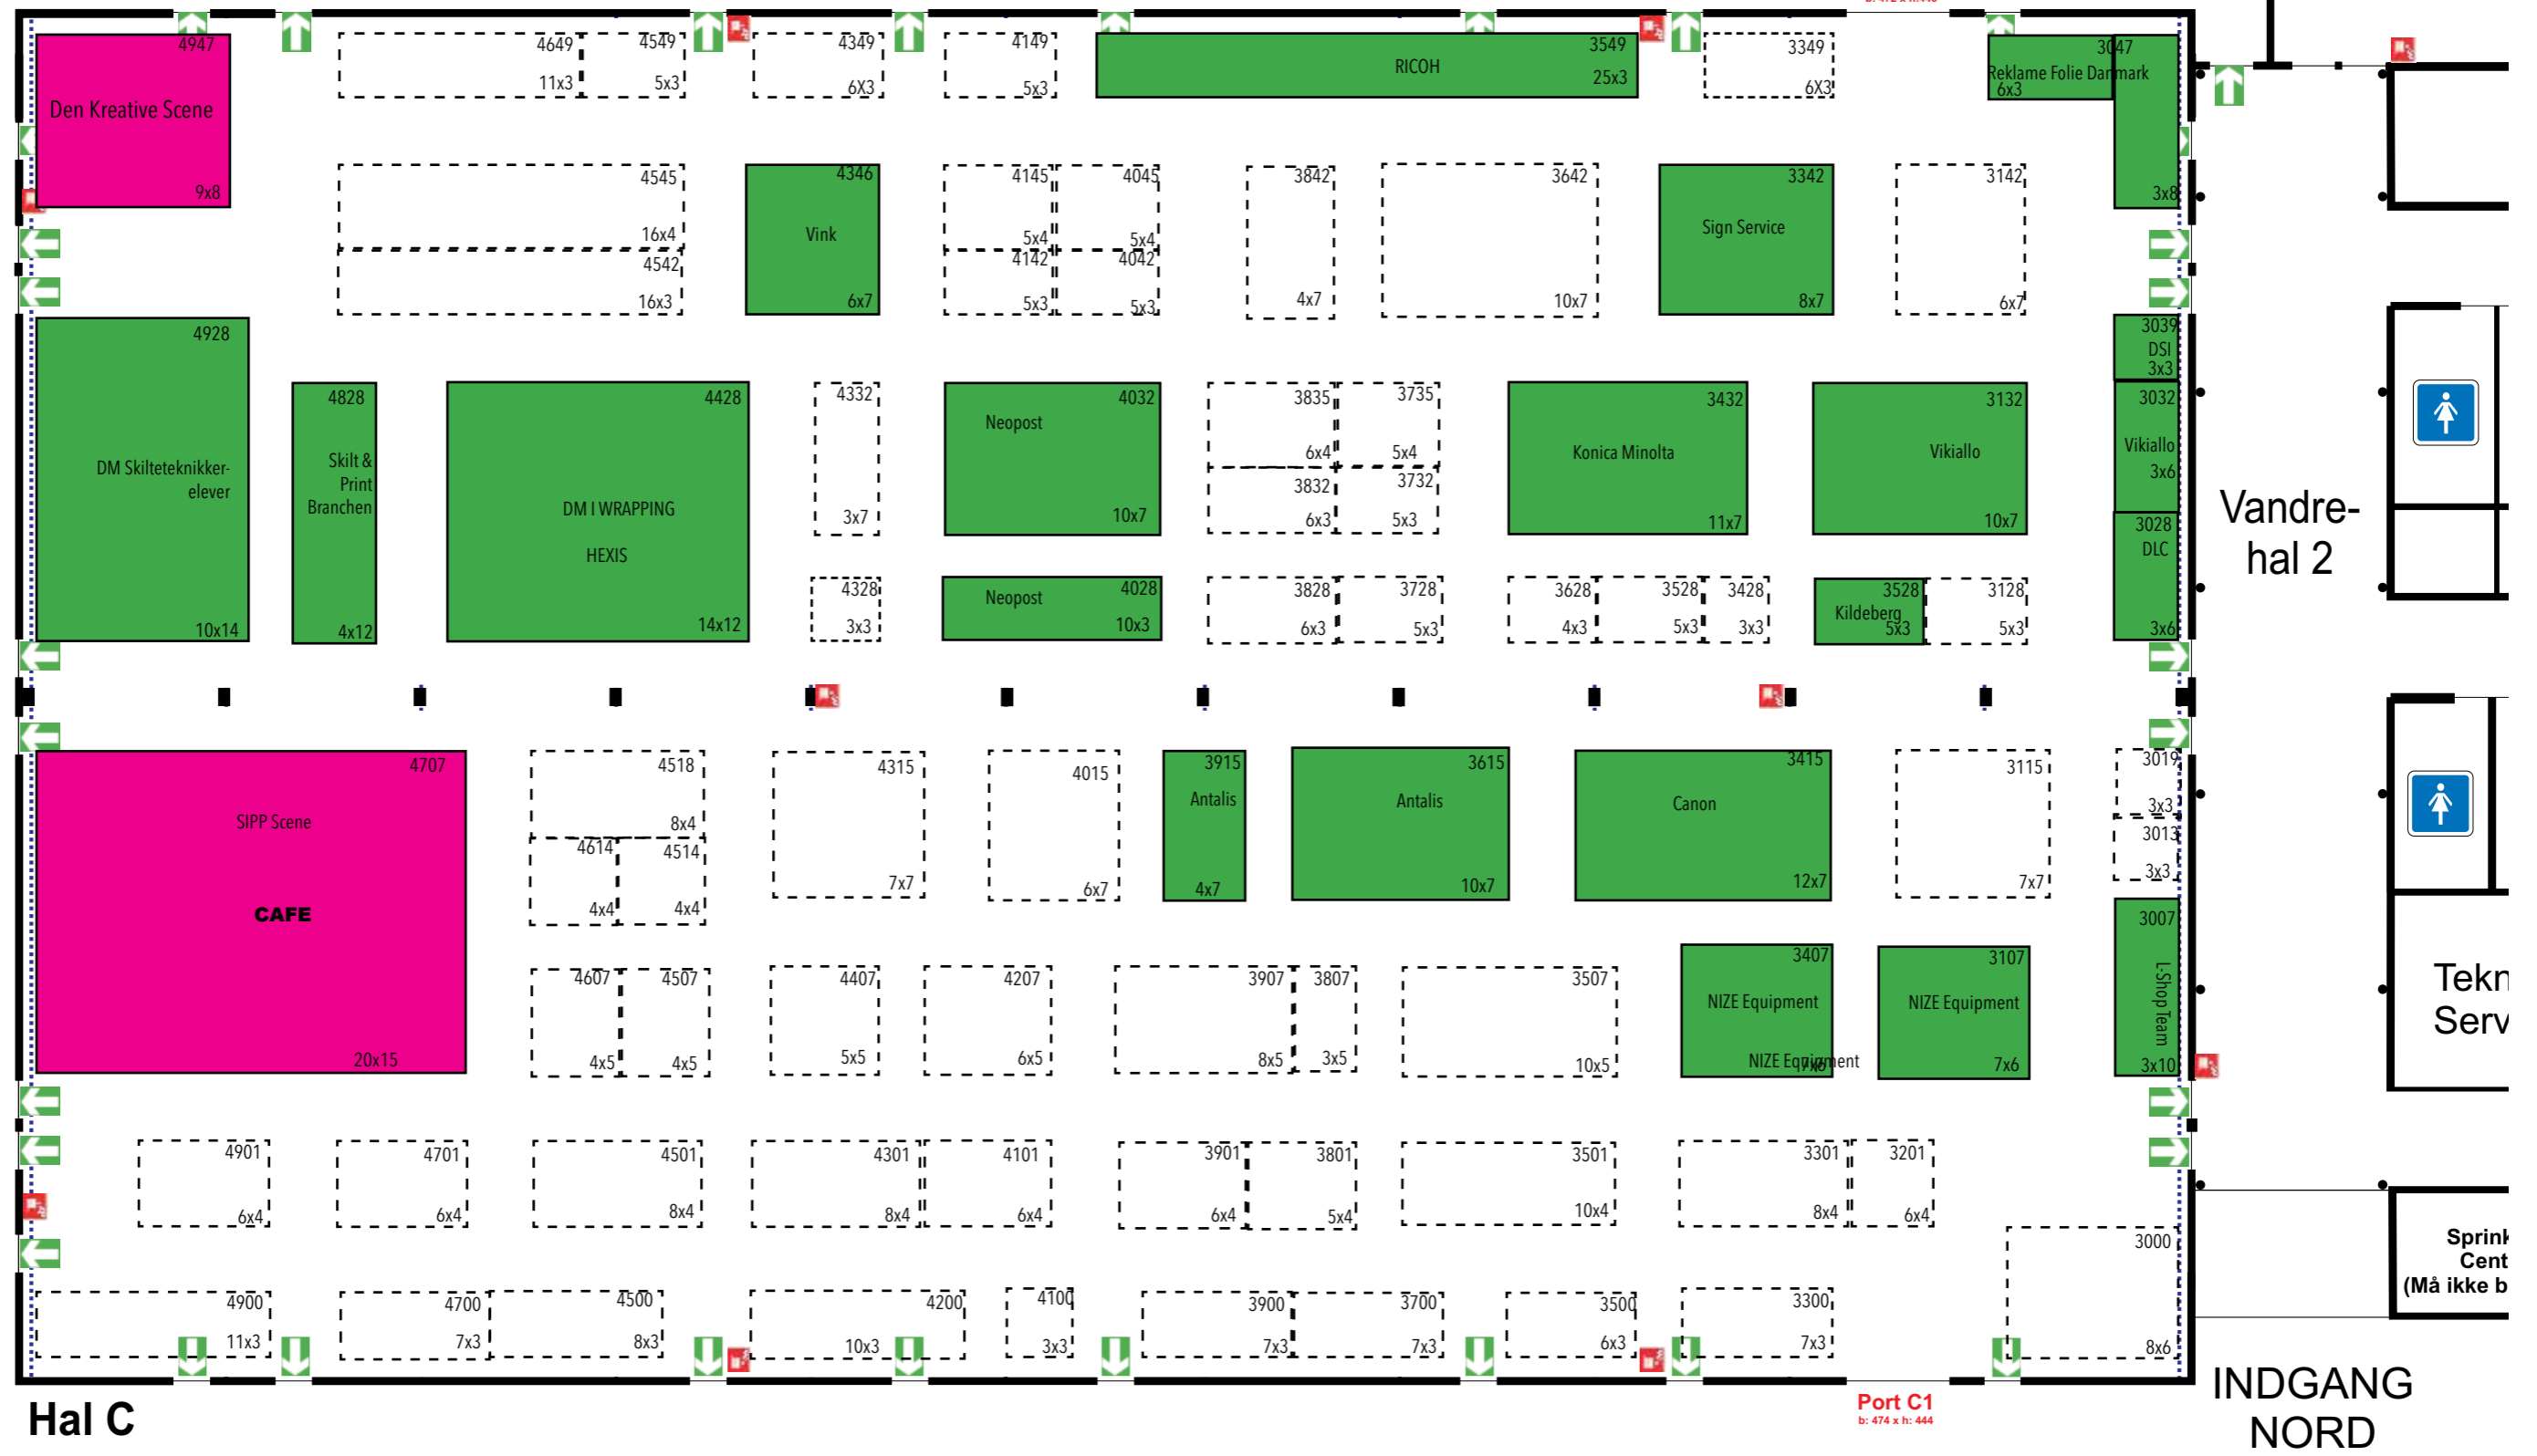 4947
Den Kreative Scene
9x8
4649
11x3
4549
5x3
4349
6X3
4149
5x3
RICOH
3549
25x3
3349
6X3
3047
Reklame Folie Danmark
6x3
3x8
4545
16x4
4542
16x3
4346
Vink
6x7
4145
5x4
4045
5x4
4142
5x3
4042
5x3
3842
4x7
3642
10x7
3342
Sign Service
8x7
3142
6x7
4928
DM Skilteteknikker-
elever
10x14
4828
Skilt &
Print
Branchen
4x12
4428
DM I WRAPPING
HEXIS
14x12
4332
3x7
4328
3x3
4032
Neopost
10x7
4028
Neopost
10x3
3835
6x4
3735
5x4
3832
6x3
3732
5x3
3828
6x3
3728
5x3
3432
Konica Minolta
11x7
3628
4x3
3528
5x3
3428
3x3
3132
Vikiallo
10x7
3528
Kildeberg
5x3
3128
5x3
3039
DSI
3x3
3032
Vikiallo
3x6
3028
DLC
3x6
Vandre-
hal 2
4707
SIPP Scene
CAFE
20x15
4518
8x4
4614
4x4
4514
4x4
4315
7x7
4015
6x7
3915
Antalis
4x7
3615
Antalis
10x7
3415
Canon
12x7
3115
7x7
3019
3x3
3013
3x3
4607
4x5
4507
4x5
4407
5x5
4207
6x5
3907
8x5
3807
3x5
3507
10x5
3407
NIZE Equipment
NIZE Equipment
7x6
3107
NIZE Equipment
7x6
3007
L-Shop Team
3x10
Tekn
Serv
4901
6x4
4701
6x4
4501
8x4
4301
8x4
4101
6x4
3901
6x4
3801
5x4
3501
10x4
3301
8x4
3201
6x4
3000
8x6
Sprink
Cent
(Må ikke b
4900
11x3
4700
7x3
4500
8x3
4200
10x3
4100
3x3
3900
7x3
3700
7x3
3500
6x3
3300
7x3
Hal C
Port C1
b: 474 x h: 444
INDGANG
NORD